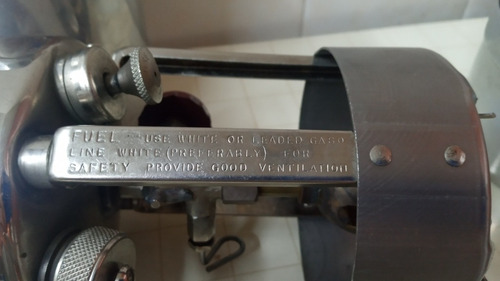 FUEL - USE WHITE OR LEADED GASO
LINE WHITE (PREFERABLY) FOR
SAFETY PROVIDE GOOD VENTILATION